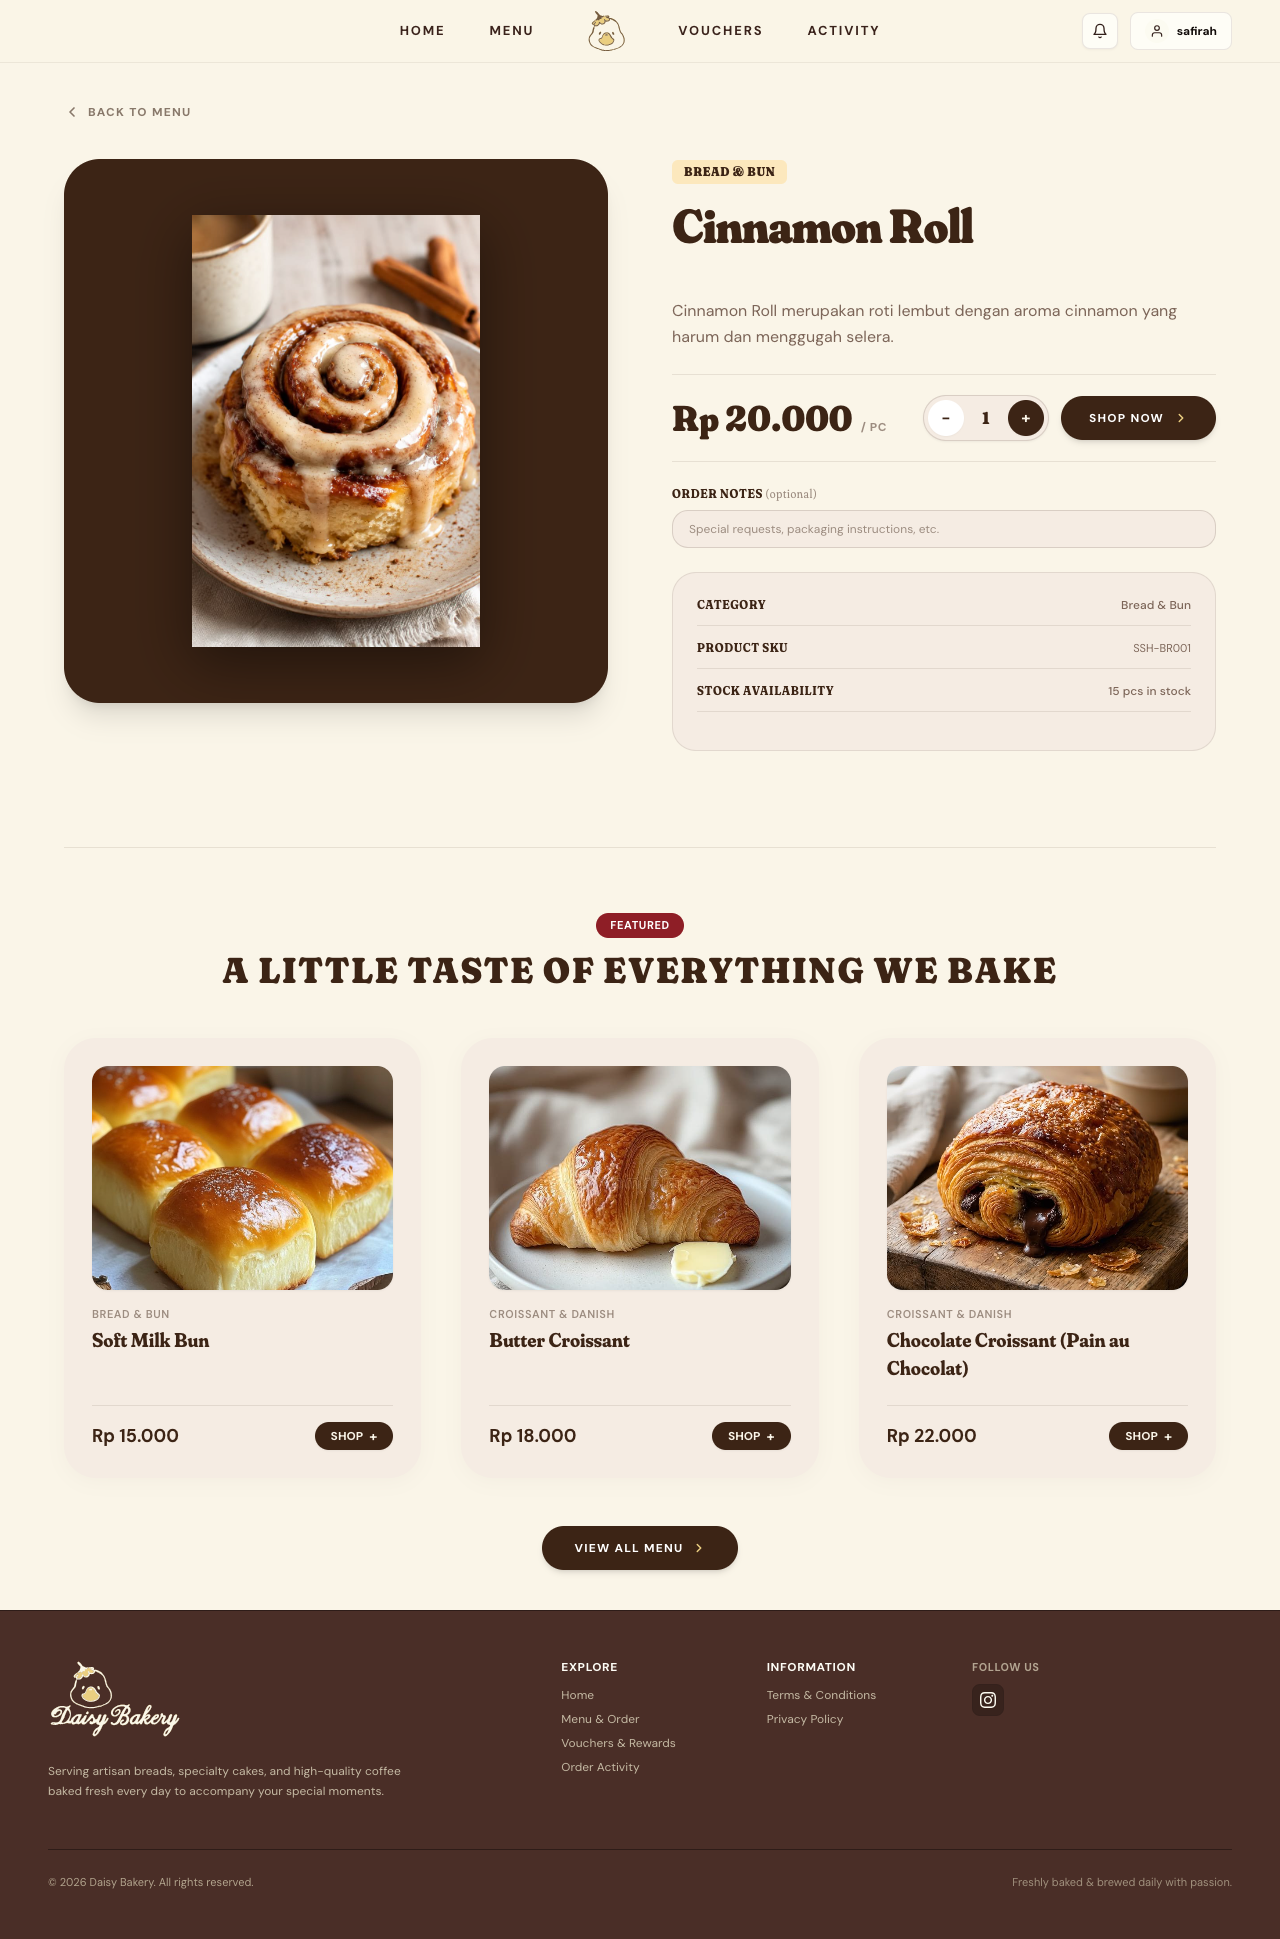 HOME
MENU
VOUCHERS
ACTIVITY
safirah
BACK TO MENU
BREAD & BUN
Cinnamon Roll
Cinnamon Roll merupakan roti lembut dengan aroma cinnamon yang
harum dan menggugah selera.
Rp 20.000 / PC
- 1 +
SHOP NOW
ORDER NOTES (optional)
Special requests, packaging instructions, etc.
CATEGORY Bread & Bun
PRODUCT SKU SSH-BR001
STOCK AVAILABILITY 15 pcs in stock
FEATURED
A LITTLE TASTE OF EVERYTHING WE BAKE
BREAD & BUN
Soft Milk Bun
Rp 15.000
SHOP +
CROISSANT & DANISH
Butter Croissant
Rp 18.000
SHOP +
CROISSANT & DANISH
Chocolate Croissant (Pain au
Chocolat)
Rp 22.000
SHOP +
VIEW ALL MENU
Daisy Bakery
Serving artisan breads, specialty cakes, and high-quality coffee
baked fresh every day to accompany your special moments.
EXPLORE
Home
Menu & Order
Vouchers & Rewards
Order Activity
INFORMATION
Terms & Conditions
Privacy Policy
FOLLOW US
© 2026 Daisy Bakery. All rights reserved.
Freshly baked & brewed daily with passion.